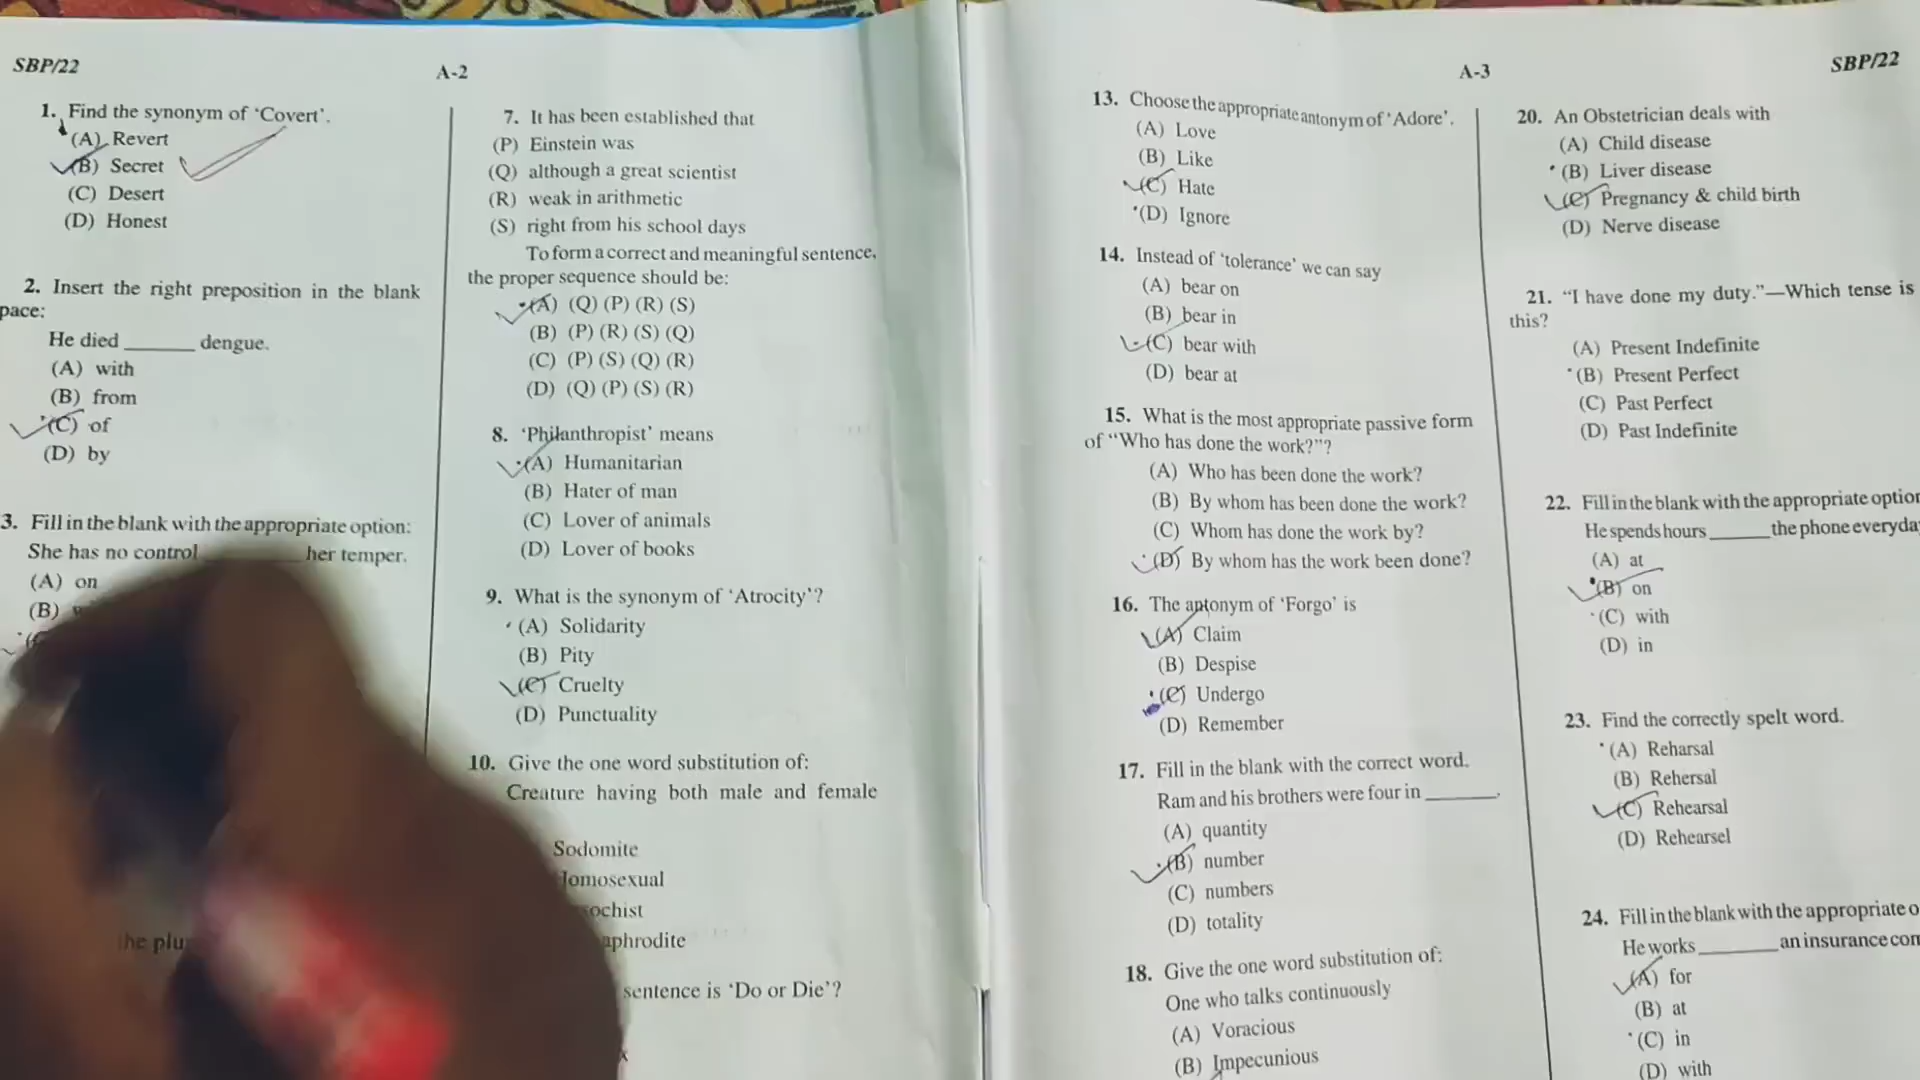 SBP/22
A-2
1. Find the synonym of ‘Covert’.
(A) Revert
(B) Secret
(C) Desert
(D) Honest
2. Insert the right preposition in the blank
pace:
He died ______ dengue.
(A) with
(B) from
(C) of
(D) by
3. Fill in the blank with the appropriate option:
She has no control ______ her temper.
(A) on
(B)
the plu
7. It has been established that
(P) Einstein was
(Q) although a great scientist
(R) weak in arithmetic
(S) right from his school days
To form a correct and meaningful sentence,
the proper sequence should be:
(A) (Q) (P) (R) (S)
(B) (P) (R) (S) (Q)
(C) (P) (S) (Q) (R)
(D) (Q) (P) (S) (R)
8. ‘Philanthropist’ means
(A) Humanitarian
(B) Hater of man
(C) Lover of animals
(D) Lover of books
9. What is the synonym of ‘Atrocity’?
(A) Solidarity
(B) Pity
(C) Cruelty
(D) Punctuality
10. Give the one word substitution of:
Creature having both male and female
Sodomite
Homosexual
ochist
aphrodite
sentence is ‘Do or Die’?
A-3
SBP/22
13. Choose the appropriate antonym of ‘Adore’.
(A) Love
(B) Like
(C) Hate
(D) Ignore
14. Instead of ‘tolerance’ we can say
(A) bear on
(B) bear in
(C) bear with
(D) bear at
15. What is the most appropriate passive form
of “Who has done the work?”?
(A) Who has been done the work?
(B) By whom has been done the work?
(C) Whom has done the work by?
(D) By whom has the work been done?
16. The antonym of ‘Forgo’ is
(A) Claim
(B) Despise
(C) Undergo
(D) Remember
17. Fill in the blank with the correct word.
Ram and his brothers were four in ______.
(A) quantity
(B) number
(C) numbers
(D) totality
18. Give the one word substitution of:
One who talks continuously
(A) Voracious
(B) Impecunious
20. An Obstetrician deals with
(A) Child disease
(B) Liver disease
(C) Pregnancy & child birth
(D) Nerve disease
21. “I have done my duty.”—Which tense is
this?
(A) Present Indefinite
(B) Present Perfect
(C) Past Perfect
(D) Past Indefinite
22. Fill in the blank with the appropriate option
He spends hours ______ the phone everyda
(A) at
(B) on
(C) with
(D) in
23. Find the correctly spelt word.
(A) Reharsal
(B) Rehersal
(C) Rehearsal
(D) Rehearsel
24. Fill in the blank with the appropriate o
He works ______ an insurance con
(A) for
(B) at
(C) in
(D) with